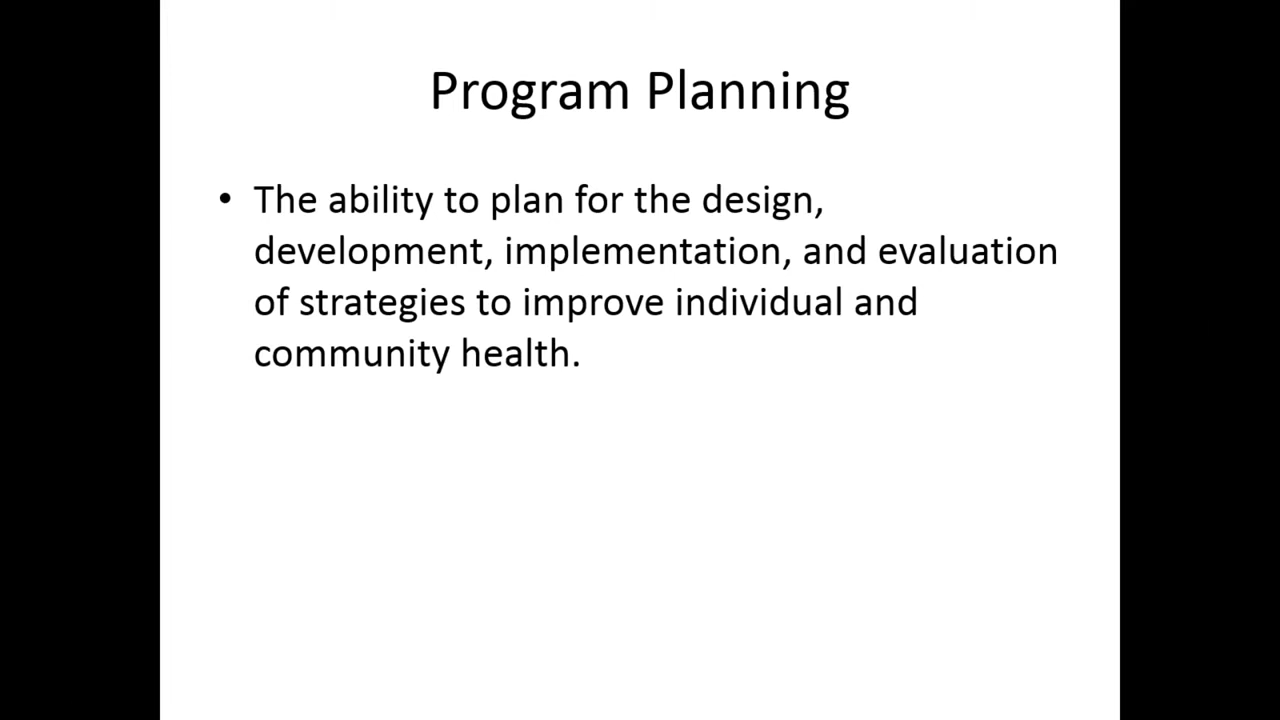 Program Planning
• The ability to plan for the design,
development, implementation, and evaluation
of strategies to improve individual and
community health.